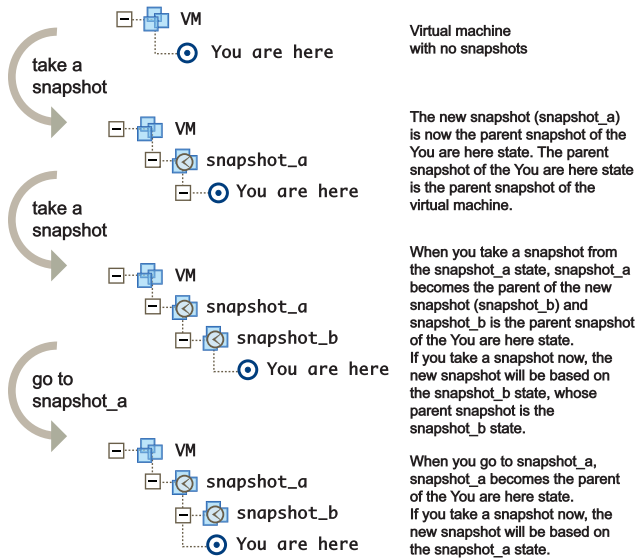 VM
You are here
Virtual machine
with no snapshots
take a
snapshot
VM
snapshot_a
You are here
The new snapshot (snapshot_a)
is now the parent snapshot of the
You are here state. The parent
snapshot of the You are here state
is the parent snapshot of the
virtual machine.
take a
snapshot
VM
snapshot_a
snapshot_b
You are here
When you take a snapshot from
the snapshot_a state, snapshot_a
becomes the parent of the new
snapshot (snapshot_b) and
snapshot_b is the parent snapshot
of the You are here state.
If you take a snapshot now, the
new snapshot will be based on
the snapshot_b state, whose
parent snapshot is the
snapshot_b state.
go to
snapshot_a
VM
snapshot_a
snapshot_b
You are here
When you go to snapshot_a,
snapshot_a becomes the parent
of the You are here state.
If you take a snapshot now, the
new snapshot will be based on
the snapshot_a state.